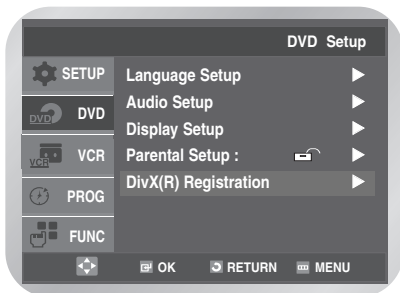 DVD Setup
SETUP
DVD
DVD
VCR
VCR
PROG
FUNC
Language Setup
Audio Setup
Display Setup
Parental Setup :
DivX(R) Registration
OK
RETURN
MENU